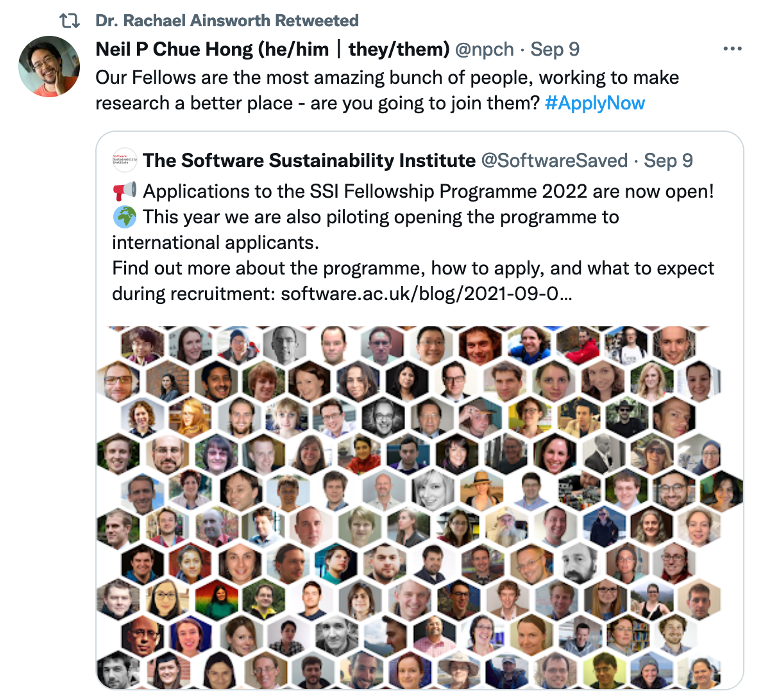 Dr. Rachael Ainsworth Retweeted
Neil P Chue Hong (he/him | they/them) @npch · Sep 9
Our Fellows are the most amazing bunch of people, working to make
research a better place - are you going to join them? #ApplyNow
The Software Sustainability Institute @SoftwareSaved · Sep 9
📢 Applications to the SSI Fellowship Programme 2022 are now open!
🌍 This year we are also piloting opening the programme to
international applicants.
Find out more about the programme, how to apply, and what to expect
during recruitment: software.ac.uk/blog/2021-09-0...